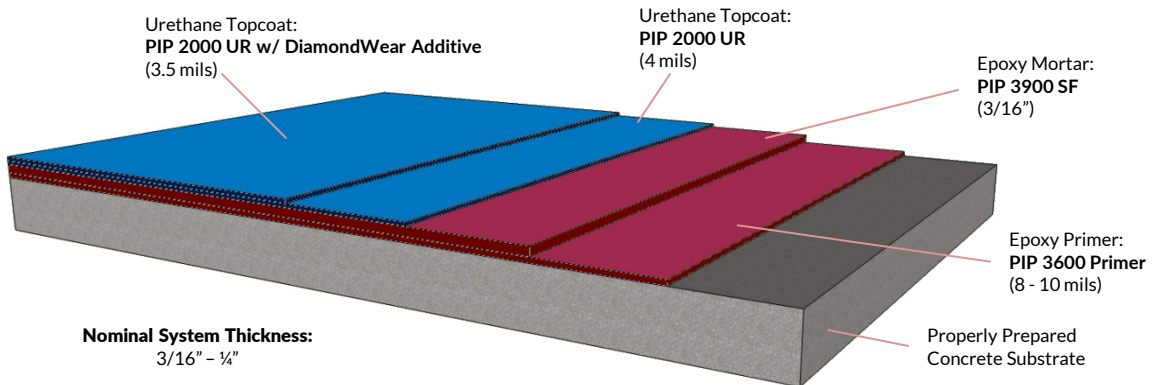 Urethane Topcoat:
PIP 2000 UR w/ DiamondWear Additive
(3.5 mils)
Urethane Topcoat:
PIP 2000 UR
(4 mils)
Epoxy Mortar:
PIP 3900 SF
(3/16”)
Epoxy Primer:
PIP 3600 Primer
(8 - 10 mils)
Properly Prepared
Concrete Substrate
Nominal System Thickness:
3/16” – ¼”